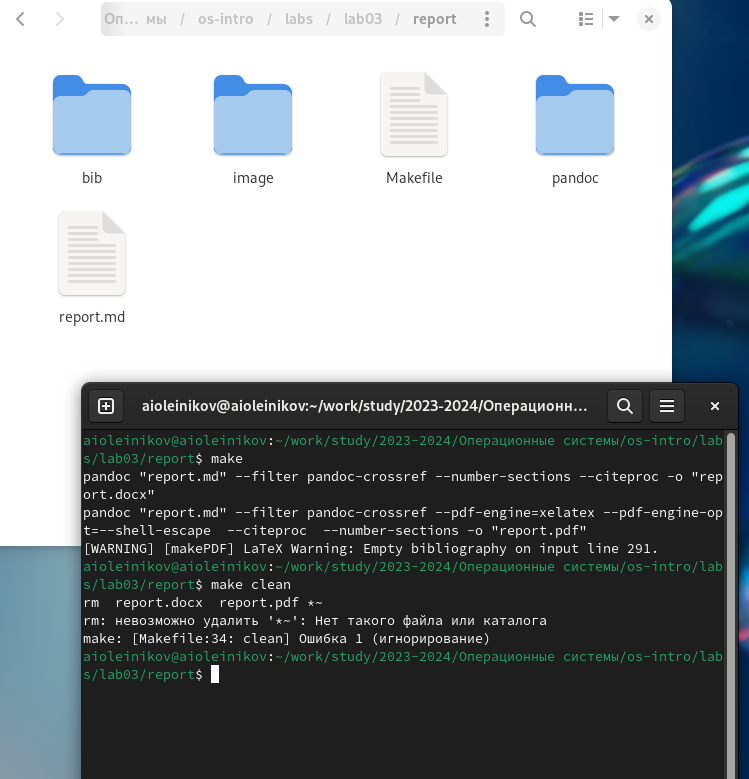 Оп... мы / os-intro / labs / lab03 / report
bib
image
Makefile
pandoc
report.md
aioleinikov@aioleinikov:~/work/study/2023-2024/Операционн...
aioleinikov@aioleinikov:~/work/study/2023-2024/Операционные системы/os-intro/lab
s/lab03/report$ make
pandoc "report.md" --filter pandoc-crossref --number-sections --citeproc -o "rep
ort.docx"
pandoc "report.md" --filter pandoc-crossref --pdf-engine=xelatex --pdf-engine-op
t=--shell-escape  --citeproc  --number-sections -o "report.pdf"
[WARNING] [makePDF] LaTeX Warning: Empty bibliography on input line 291.
aioleinikov@aioleinikov:~/work/study/2023-2024/Операционные системы/os-intro/lab
s/lab03/report$ make clean
rm  report.docx  report.pdf *~
rm: невозможно удалить '*~': Нет такого файла или каталога
make: [Makefile:34: clean] Ошибка 1 (игнорирование)
aioleinikov@aioleinikov:~/work/study/2023-2024/Операционные системы/os-intro/lab
s/lab03/report$